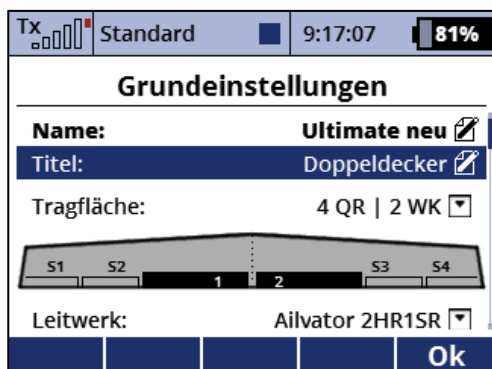 Tx Standard 9:17:07 81%
Grundeinstellungen
Name: Ultimate neu
Titel: Doppeldecker
Tragfläche: 4 QR | 2 WK
S1 S2 1 2 S3 S4
Leitwerk: Ailvator 2HR1SR
Ok